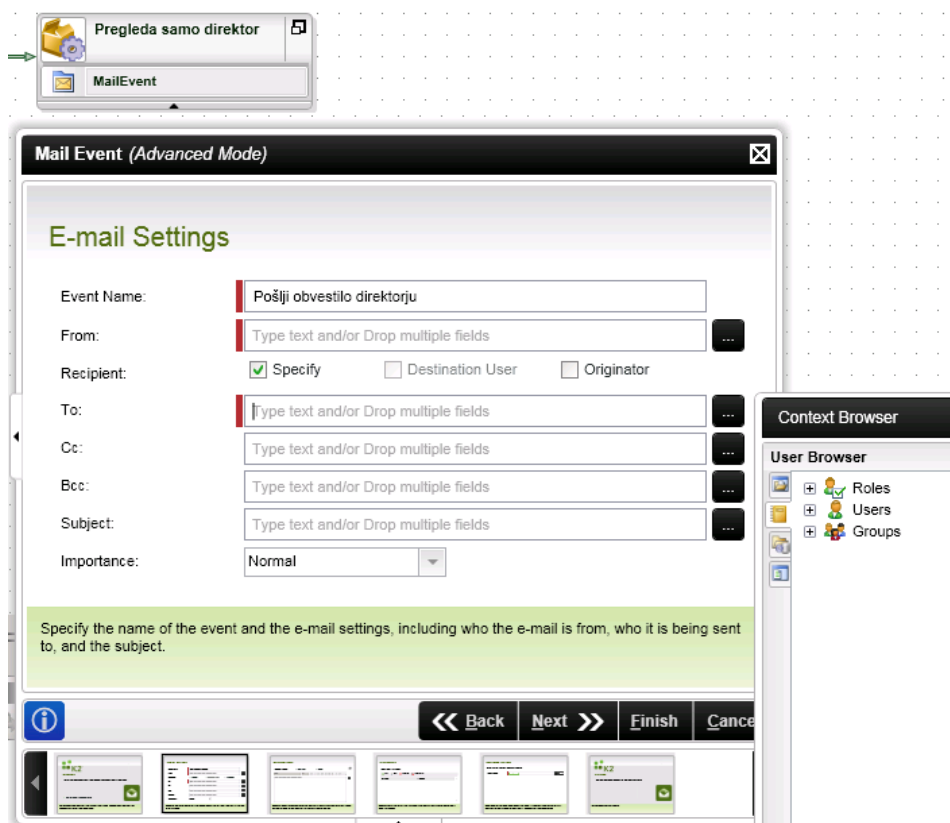 Pregleda samo direktor
MailEvent
Mail Event (Advanced Mode)
E-mail Settings
Event Name: Pošlji obvestilo direktorju
From: Type text and/or Drop multiple fields ...
Recipient: Specify Destination User Originator
To: Type text and/or Drop multiple fields ...
Cc: Type text and/or Drop multiple fields ...
Bcc: Type text and/or Drop multiple fields ...
Subject: Type text and/or Drop multiple fields ...
Importance: Normal
Specify the name of the event and the e-mail settings, including who the e-mail is from, who it is being sent
to, and the subject.
Back Next Finish Cance
K2
K2
Context Browser
User Browser
Roles
Users
Groups